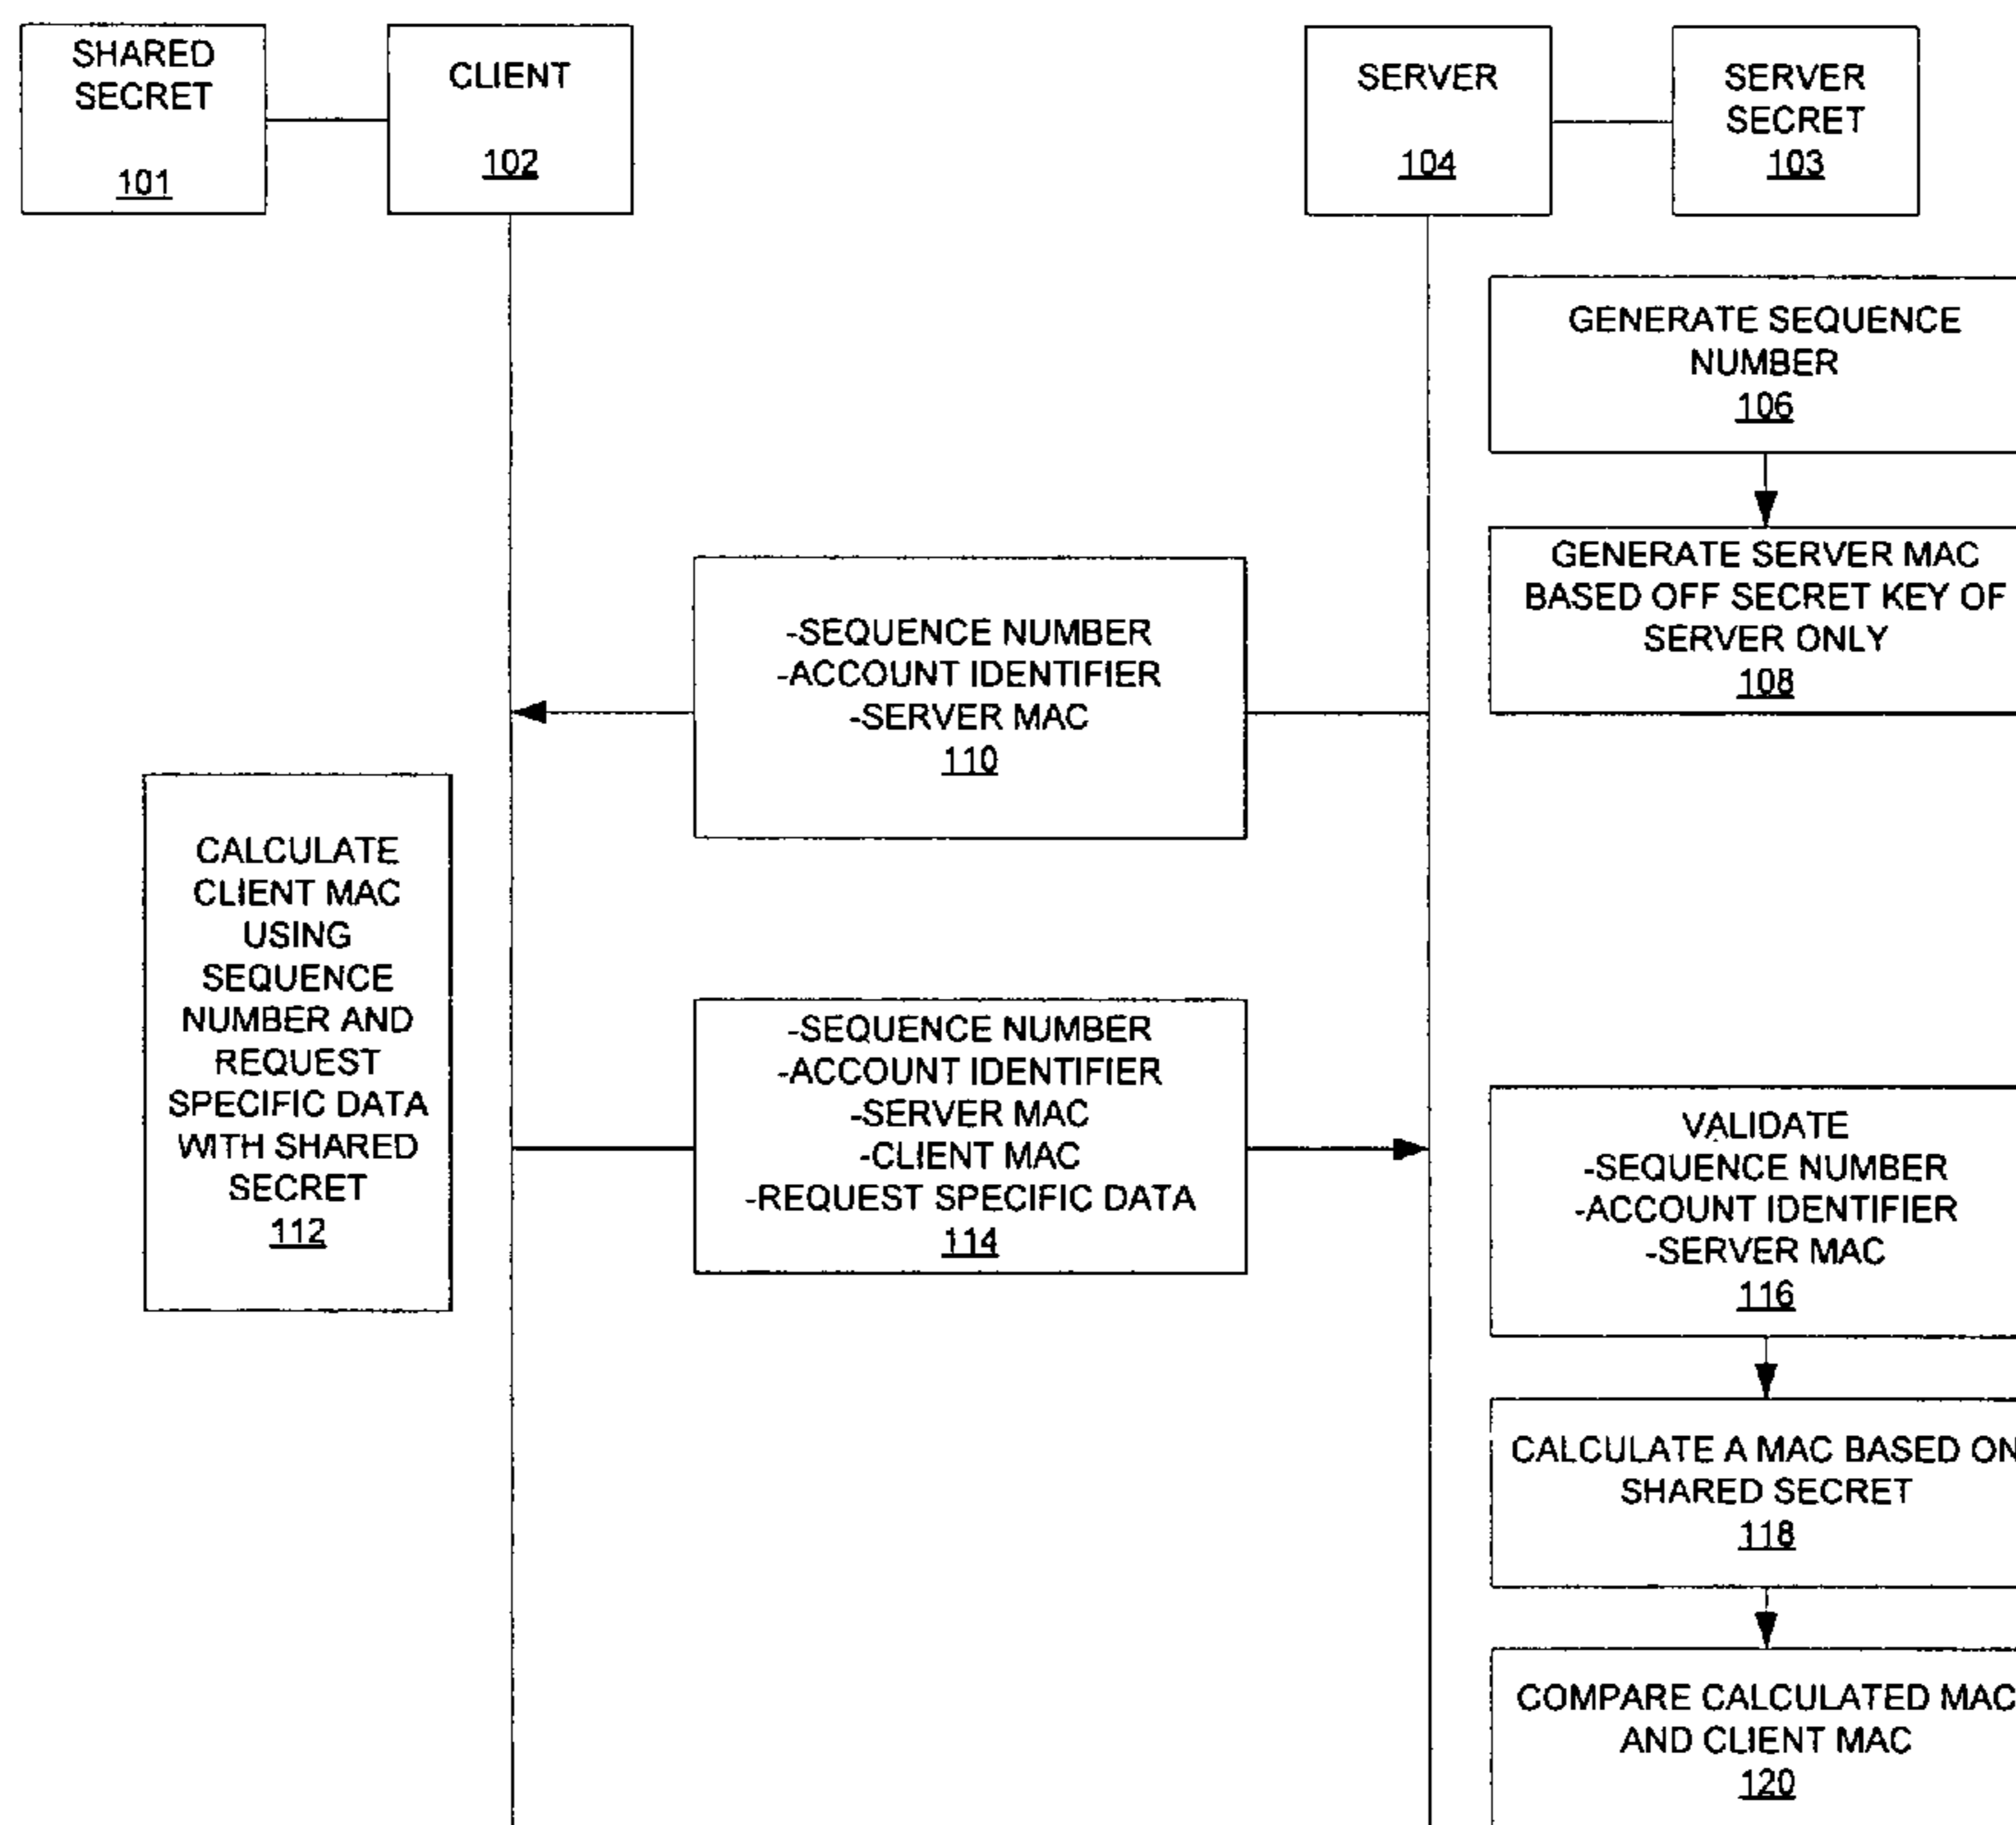 SHARED
SECRET
101
CLIENT
102
SERVER
104
SERVER
SECRET
103
GENERATE SEQUENCE
NUMBER
106
GENERATE SERVER MAC
BASED OFF SECRET KEY OF
SERVER ONLY
108
-SEQUENCE NUMBER
-ACCOUNT IDENTIFIER
-SERVER MAC
110
CALCULATE
CLIENT MAC
USING
SEQUENCE
NUMBER AND
REQUEST
SPECIFIC DATA
WITH SHARED
SECRET
112
-SEQUENCE NUMBER
-ACCOUNT IDENTIFIER
-SERVER MAC
-CLIENT MAC
-REQUEST SPECIFIC DATA
114
VALIDATE
-SEQUENCE NUMBER
-ACCOUNT IDENTIFIER
-SERVER MAC
116
CALCULATE A MAC BASED ON
SHARED SECRET
118
COMPARE CALCULATED MAC
AND CLIENT MAC
120